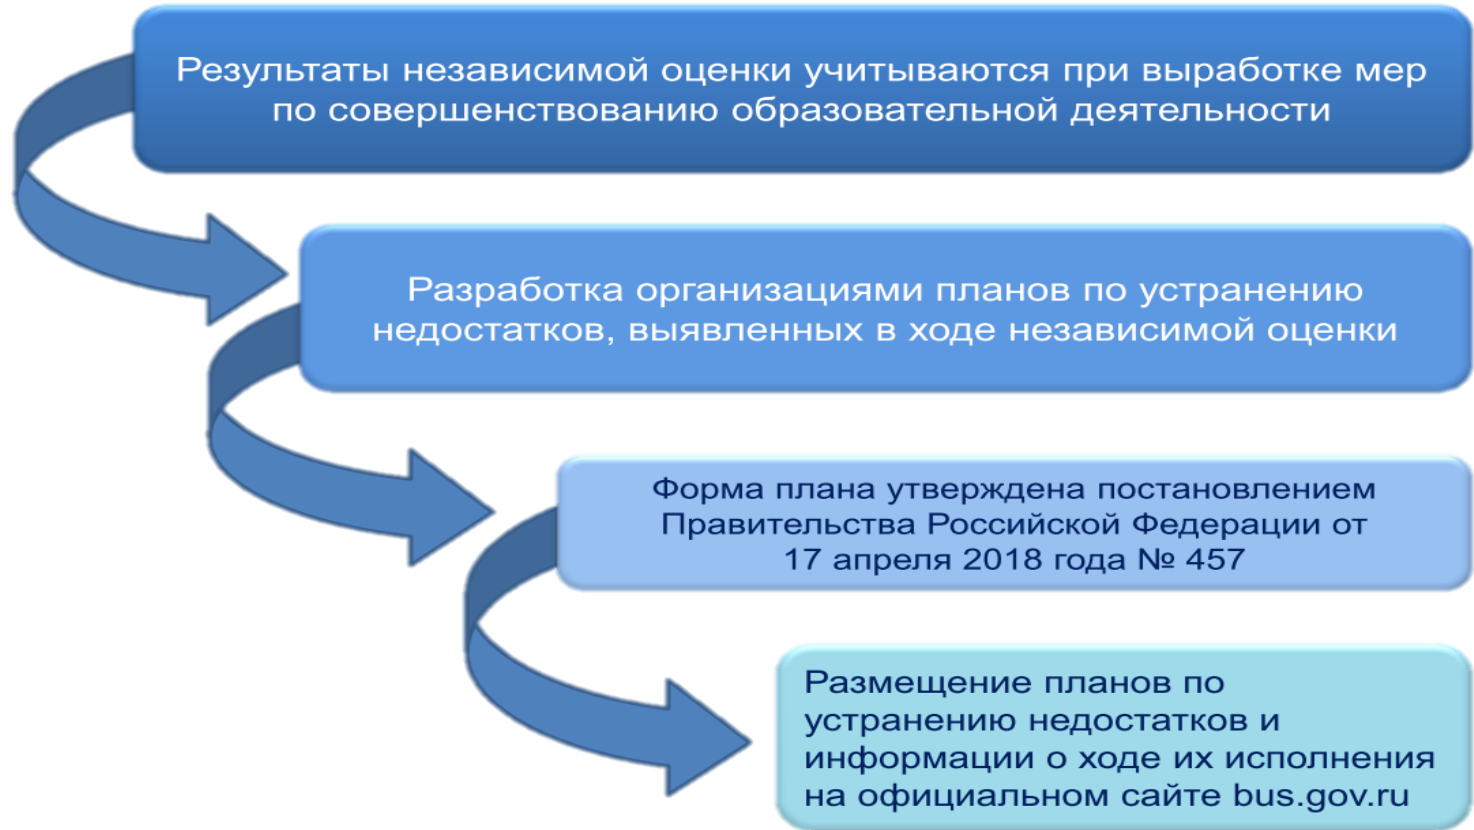 Результаты независимой оценки учитываются при выработке мер
по совершенствованию образовательной деятельности
Разработка организациями планов по устранению
недостатков, выявленных в ходе независимой оценки
Форма плана утверждена постановлением
Правительства Российской Федерации от
17 апреля 2018 года № 457
Размещение планов по
устранению недостатков и
информации о ходе их исполнения
на официальном сайте bus.gov.ru